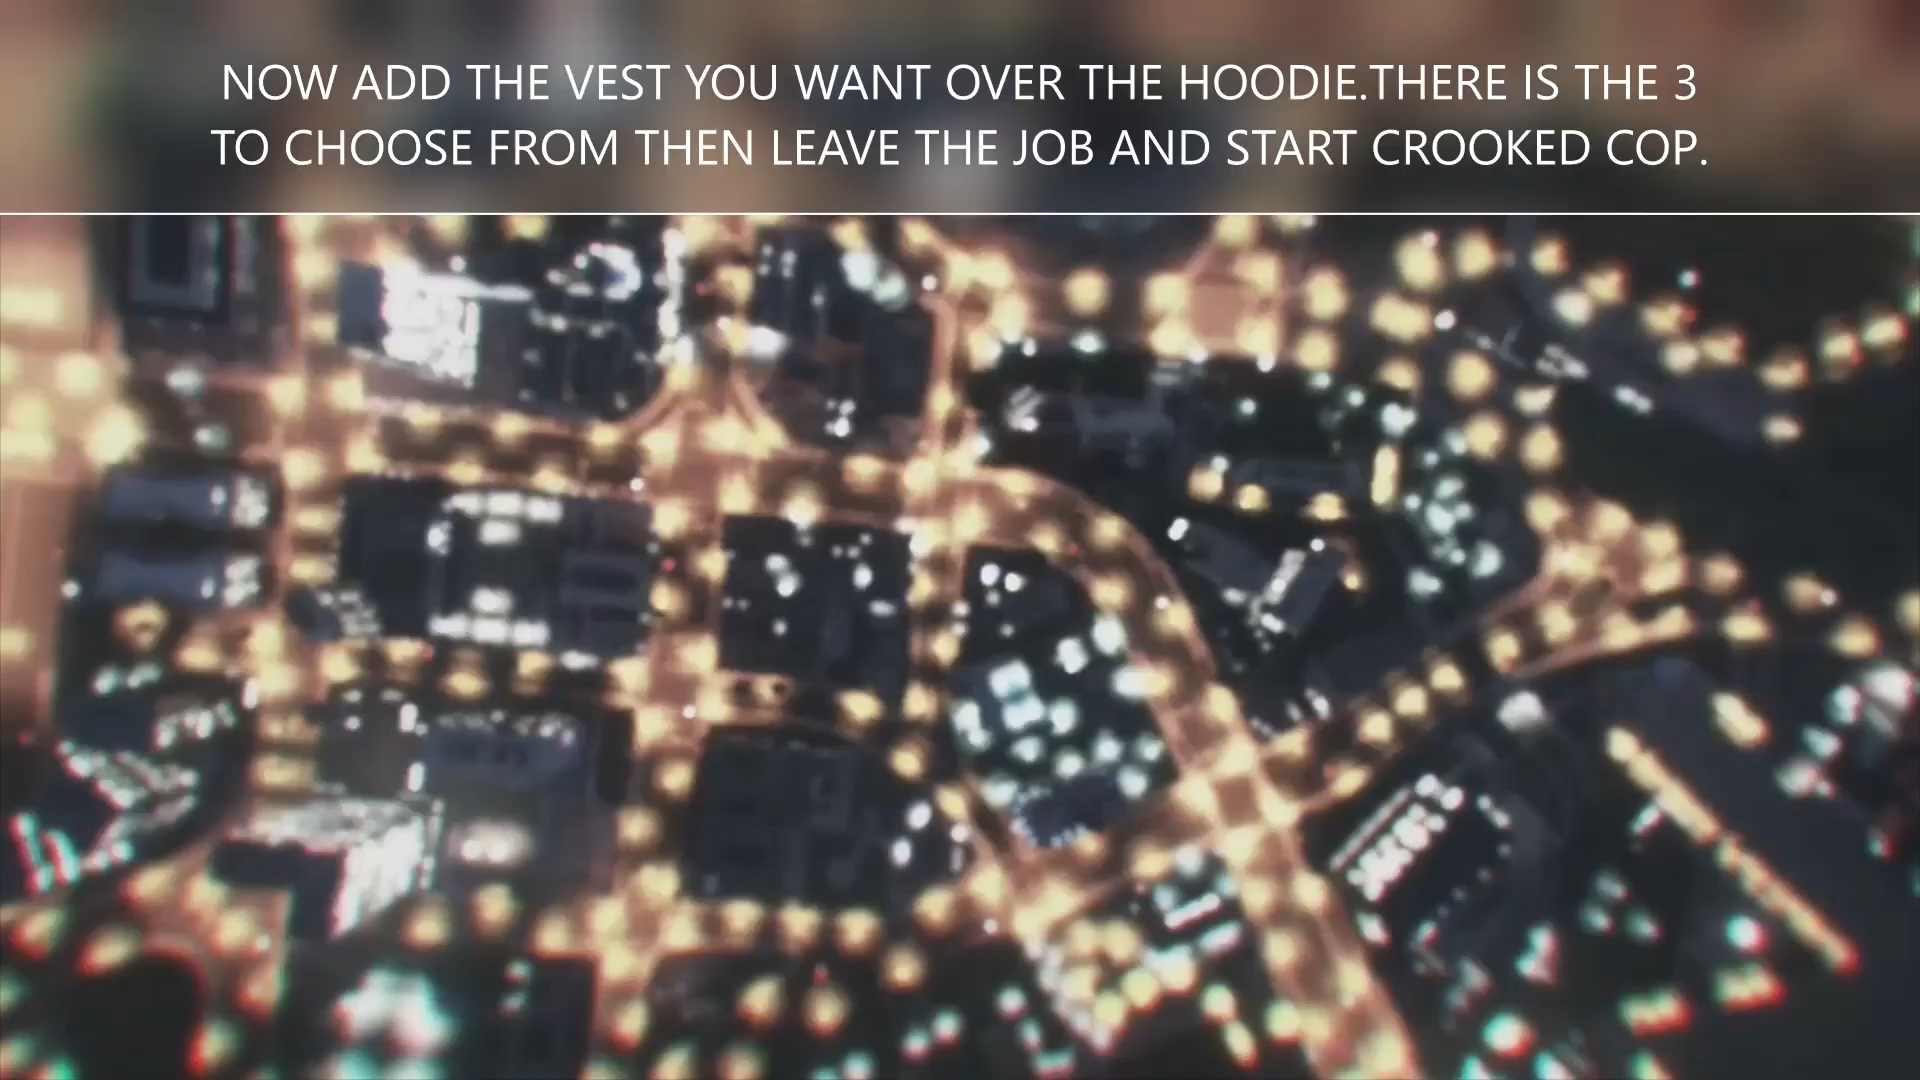 NOW ADD THE VEST YOU WANT OVER THE HOODIE.THERE IS THE 3
TO CHOOSE FROM THEN LEAVE THE JOB AND START CROOKED COP.